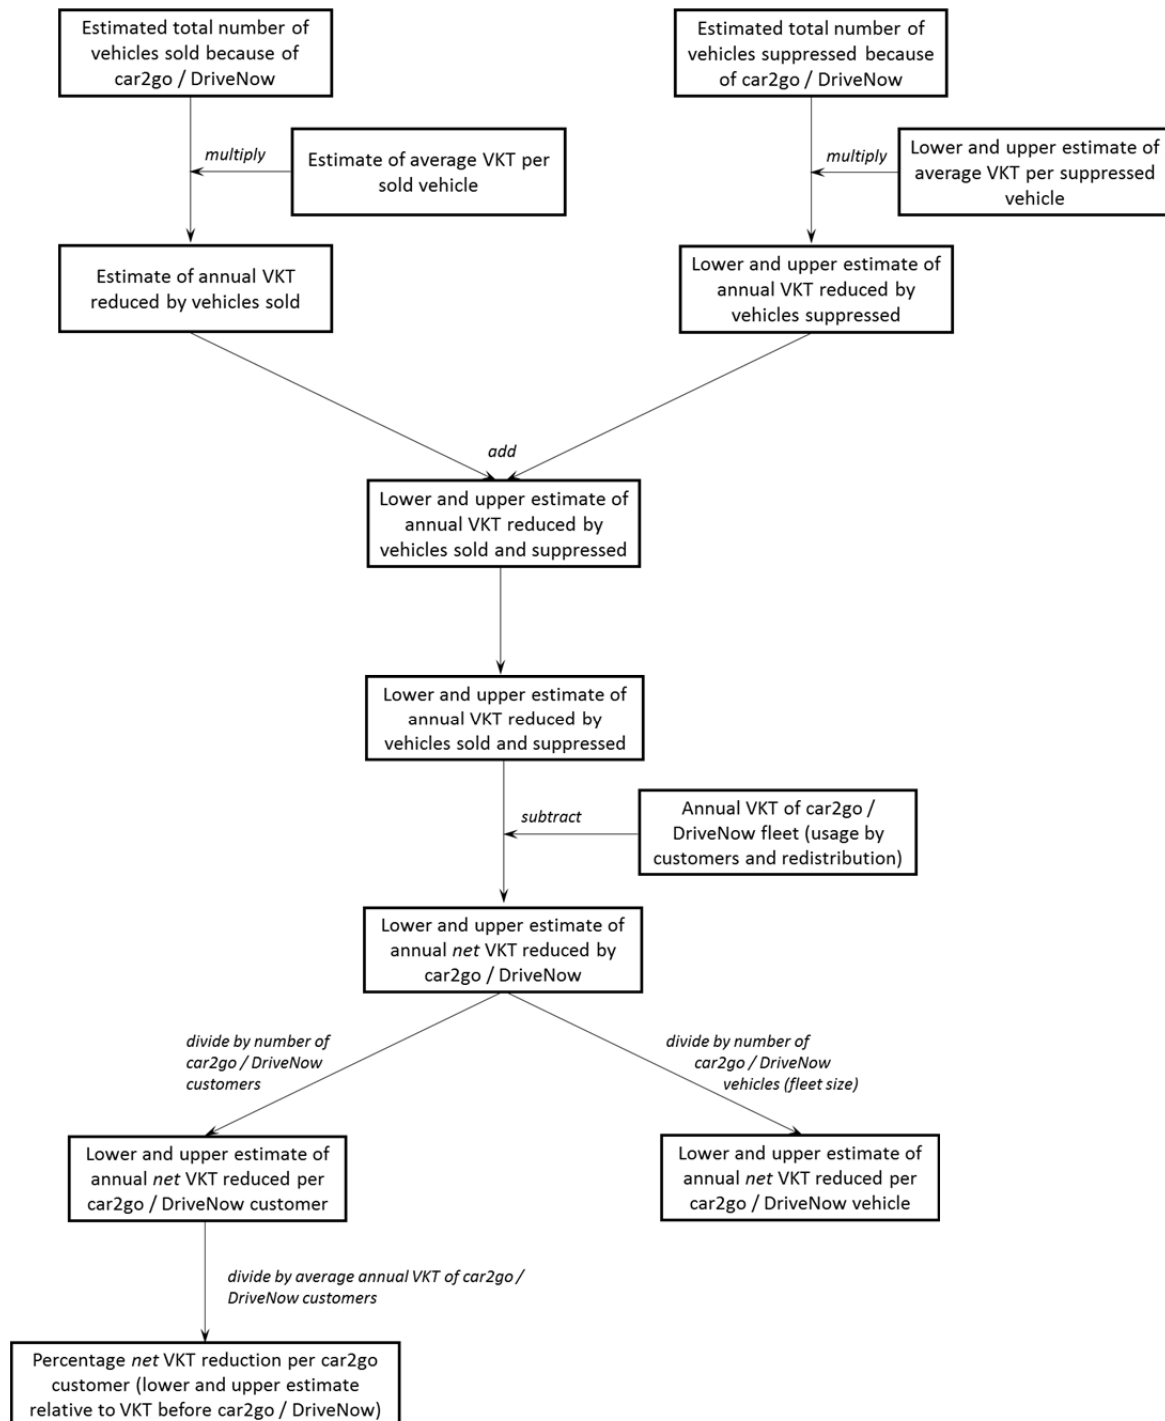 Estimated total number of
vehicles sold because of
car2go / DriveNow
Estimated total number of
vehicles suppressed because
of car2go / DriveNow
multiply
Estimate of average VKT per
sold vehicle
multiply
Lower and upper estimate of
average VKT per suppressed
vehicle
Estimate of annual VKT
reduced by vehicles sold
Lower and upper estimate of
annual VKT reduced by
vehicles suppressed
add
Lower and upper estimate of
annual VKT reduced by
vehicles sold and suppressed
Lower and upper estimate of
annual VKT reduced by
vehicles sold and suppressed
subtract
Annual VKT of car2go /
DriveNow fleet (usage by
customers and redistribution)
Lower and upper estimate of
annual net VKT reduced by
car2go / DriveNow
divide by number of
car2go / DriveNow
customers
divide by number of
car2go / DriveNow
vehicles (fleet size)
Lower and upper estimate of
annual net VKT reduced per
car2go / DriveNow customer
Lower and upper estimate of
annual net VKT reduced per
car2go / DriveNow vehicle
divide by average annual VKT of car2go /
DriveNow customers
Percentage net VKT reduction per car2go
customer (lower and upper estimate
relative to VKT before car2go / DriveNow)